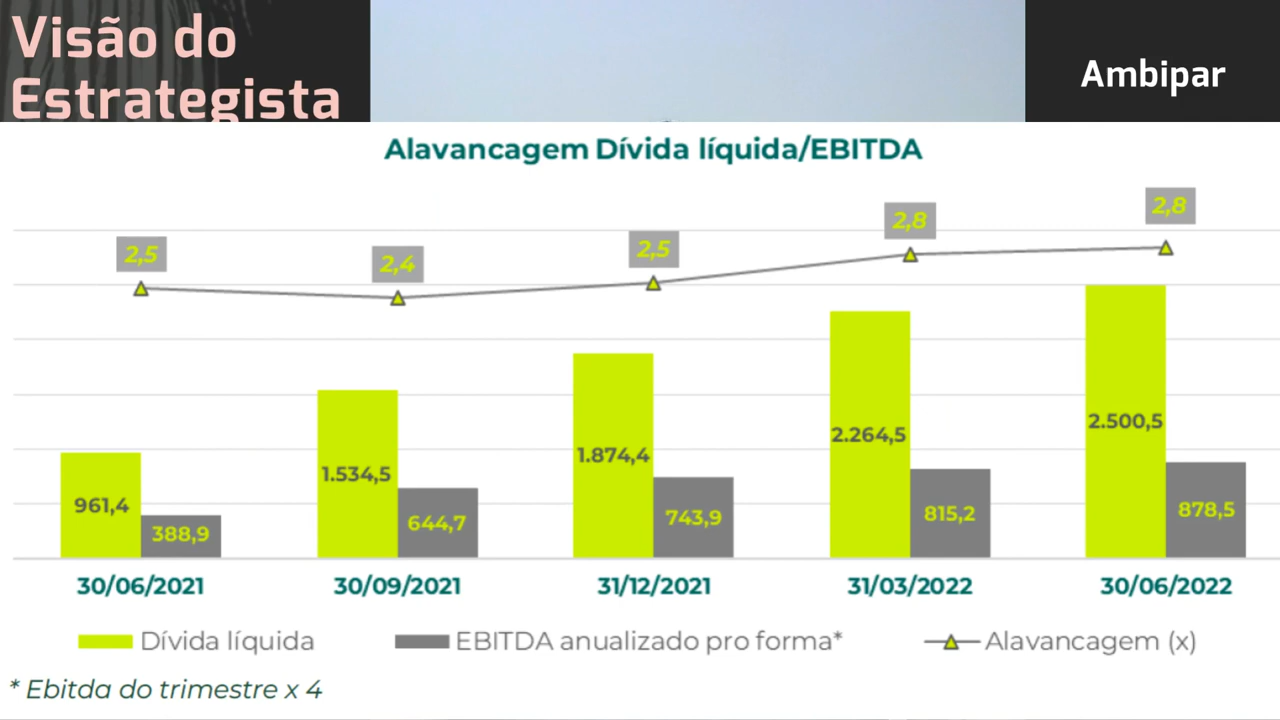 Visão do
Estrategista
Ambipar
Alavancagem Dívida líquida/EBITDA
2,5
2,4
2,5
2,8
2,8
961,4
388,9
1.534,5
644,7
1.874,4
743,9
2.264,5
815,2
2.500,5
878,5
30/06/2021
30/09/2021
31/12/2021
31/03/2022
30/06/2022
Dívida líquida
EBITDA anualizado pro forma*
Alavancagem (x)
* Ebitda do trimestre x 4